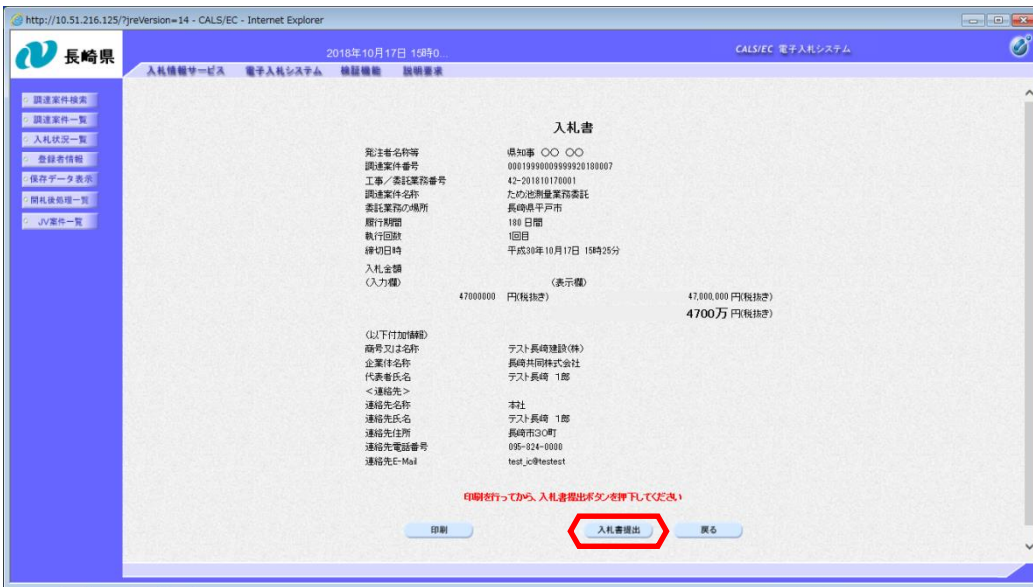 http://10.51.216.125/?jreVersion=14 - CALS/EC - Internet Explorer
長崎県
2018年10月17日 15時0...
CALS/EC 電子入札システム
入札情報サービス 電子入札システム 検証機能 説明要求
調達案件検索
調達案件一覧
入札状況一覧
登録者情報
保存データ表示
開札後処理一覧
JV案件一覧
入札書
発注者名称等 県知事 〇〇 〇〇
調達案件番号 00019990009999920180007
工事/委託業務番号 42-201810170001
調達案件名称 ため池測量業務委託
委託業務の場所 長崎県平戸市
履行期間 180 日間
執行回数 1回目
締切日時 平成30年10月17日 15時25分
入札金額
(入力欄) (表示欄)
47000000 円(税抜き) 47,000,000 円(税抜き)
4700万 円(税抜き)
(以下付加情報)
商号又は名称 テスト長崎建設(株)
企業体名称 長崎共同株式会社
代表者氏名 テスト長崎 1郎
<連絡先>
連絡先名称 本社
連絡先氏名 テスト長崎 1郎
連絡先住所 長崎市3〇町
連絡先電話番号 095-824-0000
連絡先E-Mail test_ic@testest
印刷を行ってから、入札書提出ボタンを押下してください
印刷 入札書提出 戻る